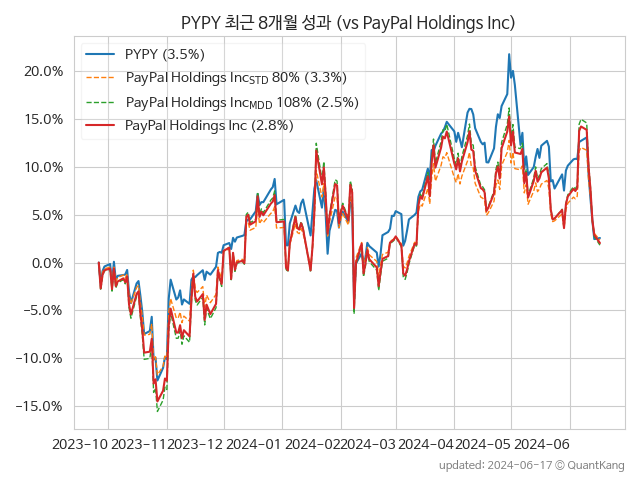 PYPY 최근 8개월 성과 (vs PayPal Holdings Inc)
PYPY (3.5%)
PayPal Holdings Inc_STD 80% (3.3%)
PayPal Holdings Inc_MDD 108% (2.5%)
PayPal Holdings Inc (2.8%)
20.0%
15.0%
10.0%
5.0%
0.0%
−5.0%
−10.0%
−15.0%
2023-10 2023-11 2023-12 2024-01 2024-02 2024-03 2024-04 2024-05 2024-06
updated: 2024-06-17 © QuantKang